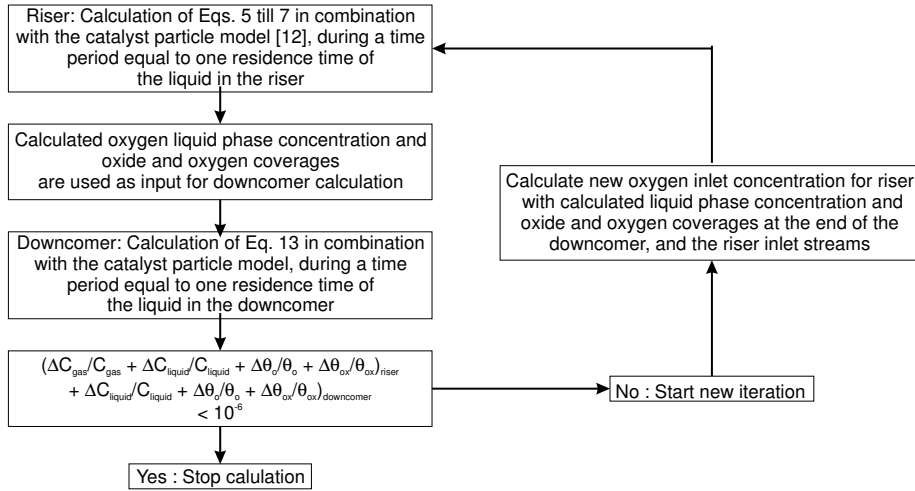 Riser: Calculation of Eqs. 5 till 7 in combination
with the catalyst particle model [12], during a time
period equal to one residence time of
the liquid in the riser
Calculated oxygen liquid phase concentration and
oxide and oxygen coverages
are used as input for downcomer calculation
Downcomer: Calculation of Eq. 13 in combination
with the catalyst particle model, during a time
period equal to one residence time of
the liquid in the downcomer
(ΔC_gas/C_gas + ΔC_liquid/C_liquid + Δθ_o/θ_o + Δθ_ox/θ_ox)_riser
+ ΔC_liquid/C_liquid + Δθ_o/θ_o + Δθ_ox/θ_ox)_downcomer
< 10^-6
Yes : Stop calulation
No : Start new iteration
Calculate new oxygen inlet concentration for riser
with calculated liquid phase concentration and
oxide and oxygen coverages at the end of the
downcomer, and the riser inlet streams